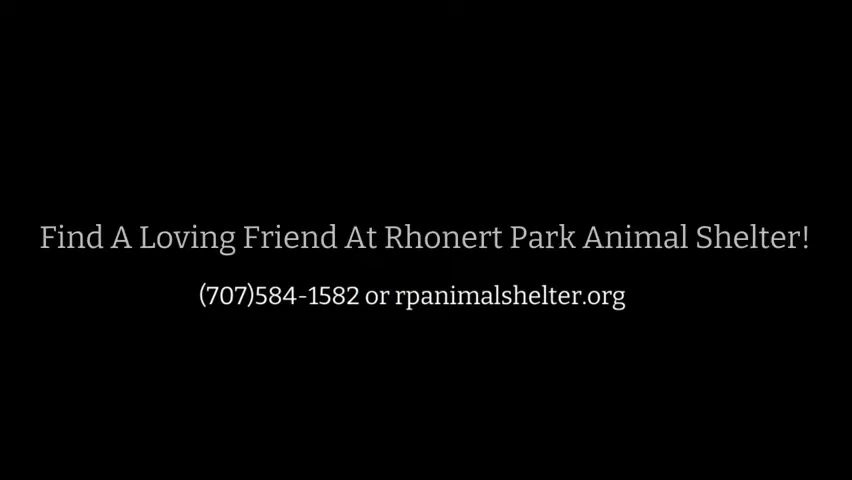 Find A Loving Friend At Rhonert Park Animal Shelter!
(707)584-1582 or rpanimalshelter.org